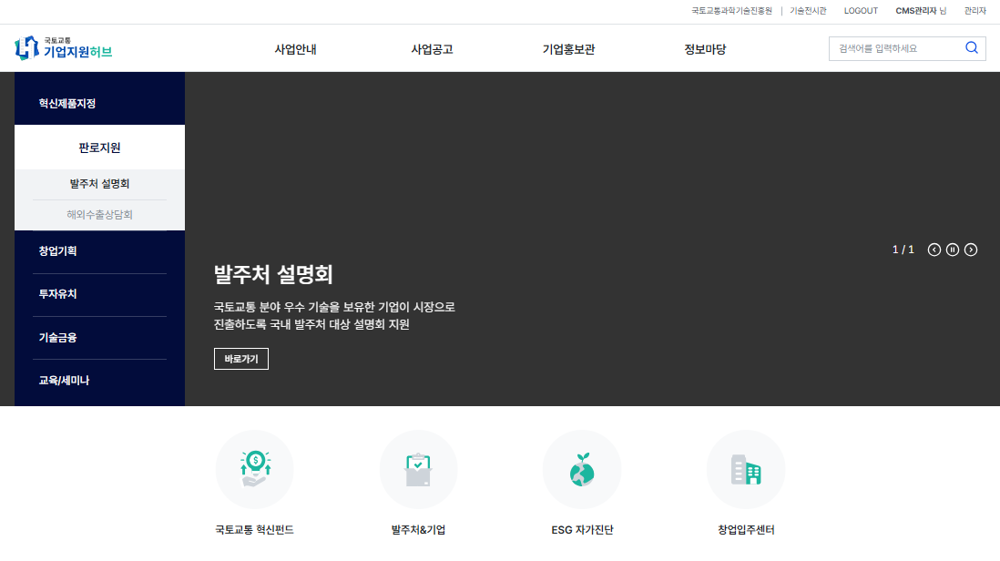 국토교통과학기술진흥원 | 기술전시관 LOGOUT CMS관리자 님 관리자
국토교통
기업지원허브
사업안내 사업공고 기업홍보관 정보마당
검색어를 입력하세요
혁신제품지정
판로지원
발주처 설명회
해외수출상담회
창업기획
투자유치
기술금융
교육/세미나
1 / 1
발주처 설명회
국토교통 분야 우수 기술을 보유한 기업이 시장으로
진출하도록 국내 발주처 대상 설명회 지원
바로가기
국토교통 혁신펀드 발주처&기업 ESG 자가진단 창업입주센터